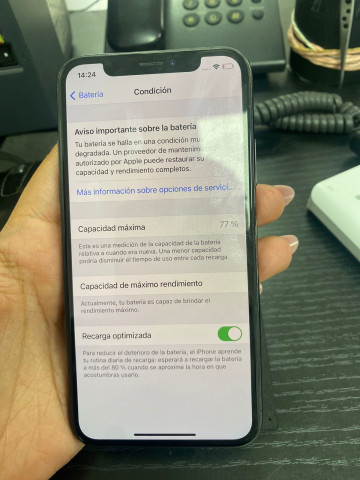 14:24
Batería
Condición
Aviso importante sobre la batería
Tu batería se halla en una condición mu
degradada. Un proveedor de mantenim
autorizado por Apple puede restaurar su
capacidad y rendimiento completos.
Más información sobre opciones de servici...
Capacidad máxima
77 %
Esta es una medición de la capacidad de la batería
relativa a cuando era nueva. Una menor capacidad
podría disminuir el tiempo de uso entre cada recarga.
Capacidad de máximo rendimiento
Actualmente, tu batería es capaz de brindar el
rendimiento máximo.
Recarga optimizada
Para reducir el deterioro de la batería, el iPhone aprende
tu rutina diaria de recarga: esperará a recargar la batería
a más del 80 % cuando se aproxime la hora en que
acostumbras usarlo.